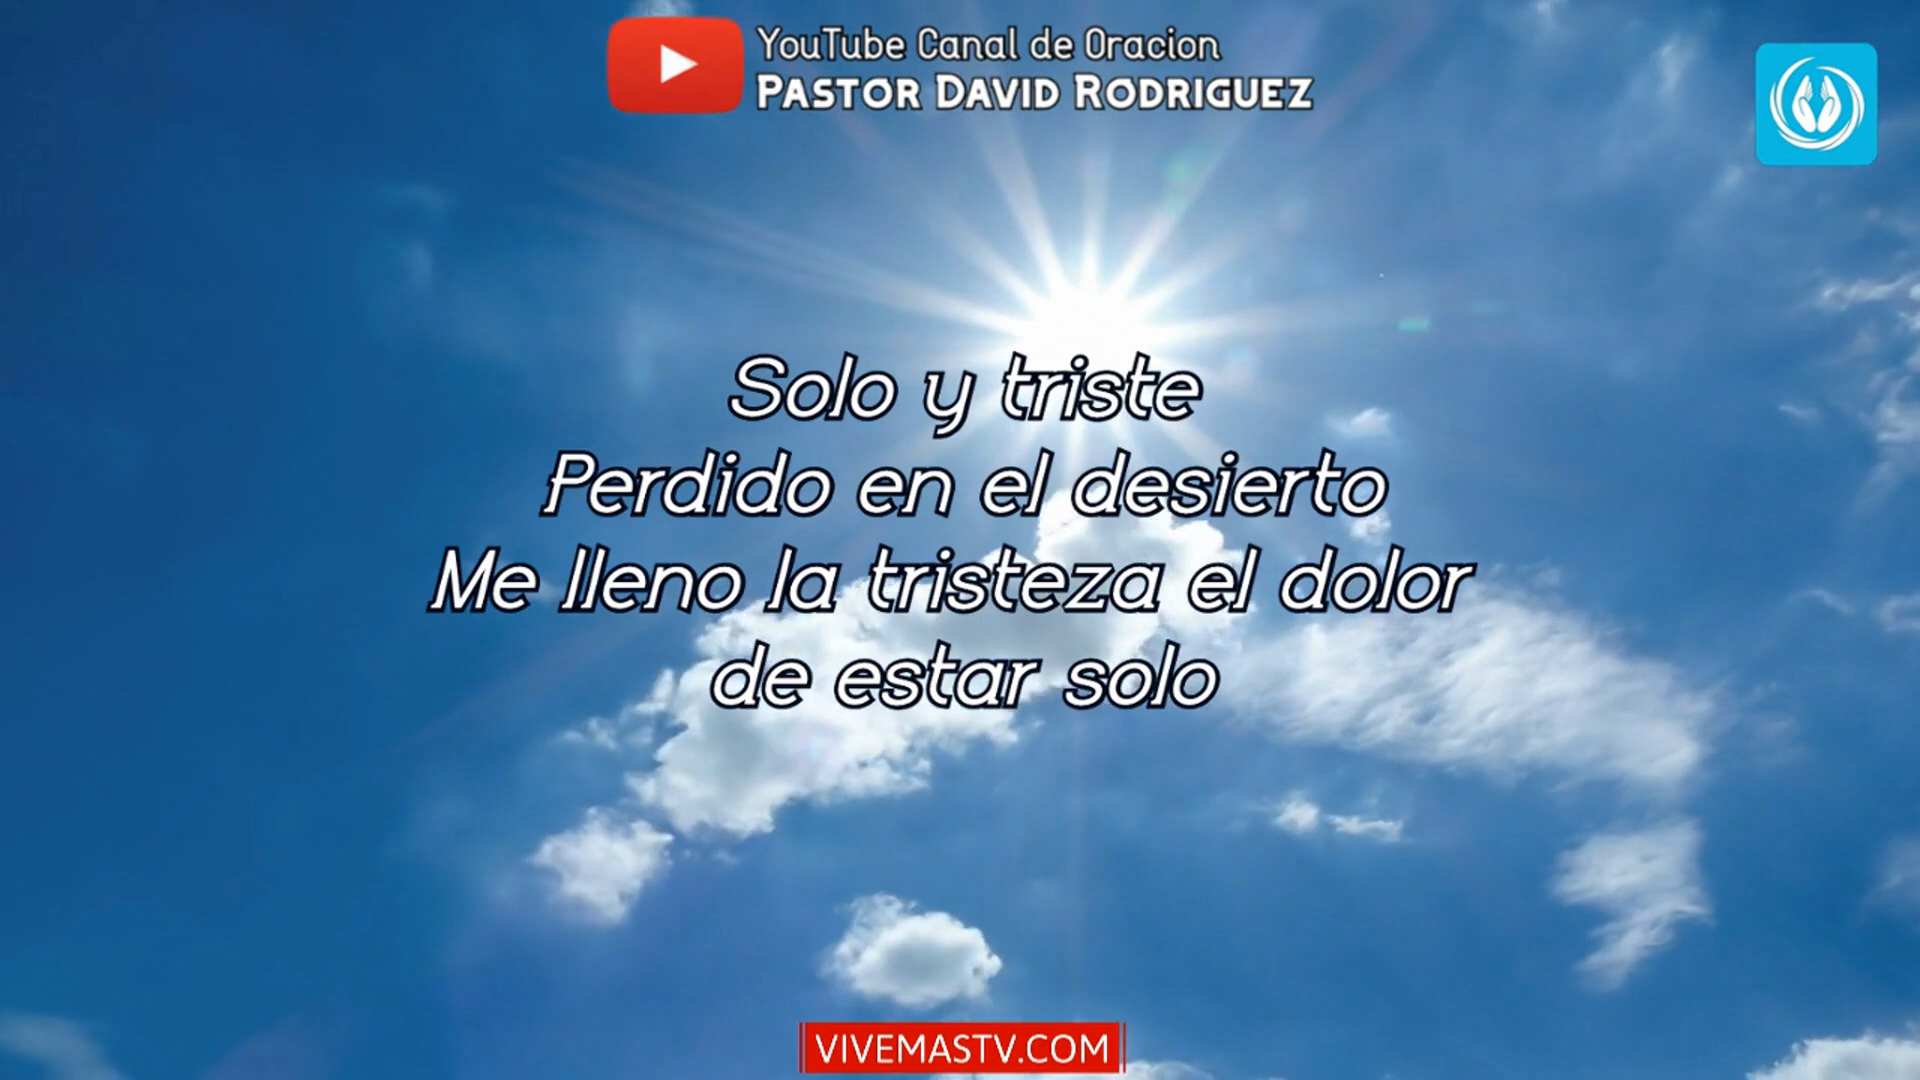 YouTube Canal de Oracion
PASTOR DAVID RODRIGUEZ
Solo y triste
Perdido en el desierto
Me lleno la tristeza el dolor
de estar solo
VIVEMASTV.COM